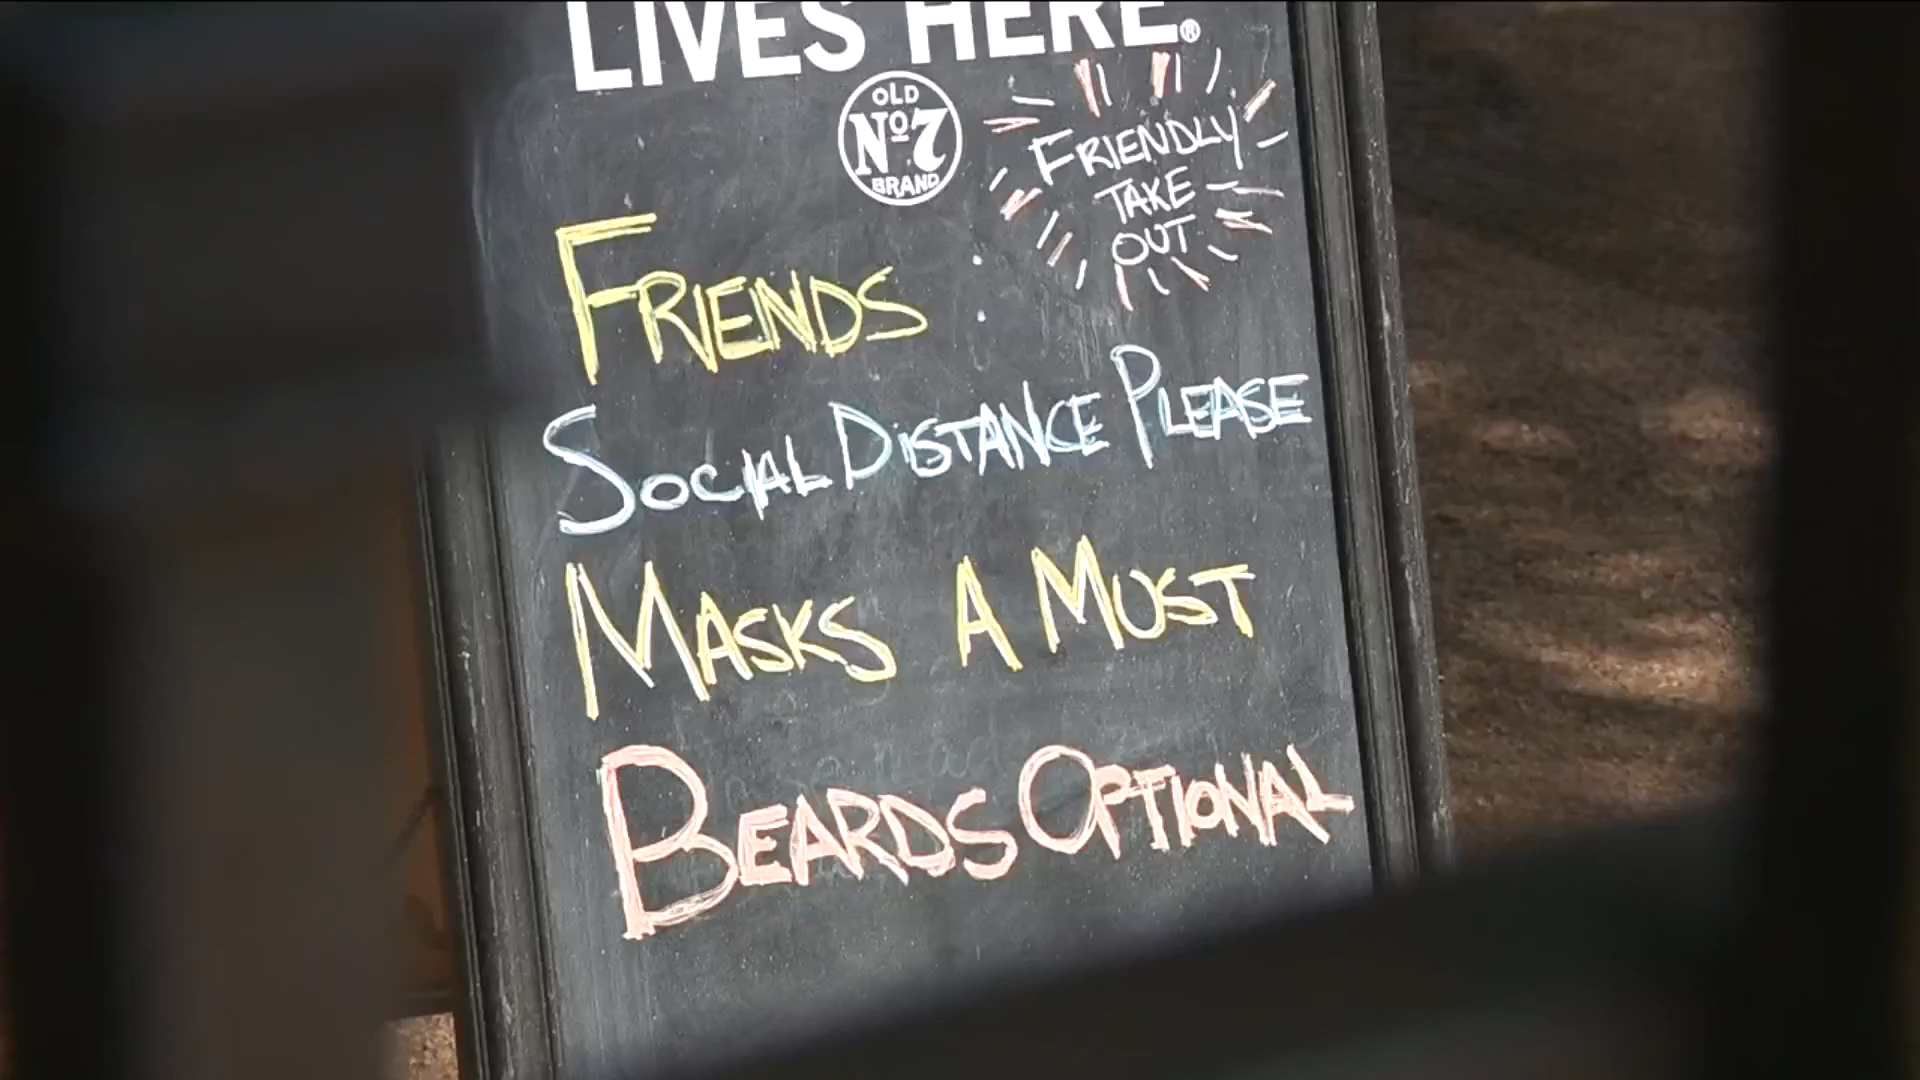 LIVES HERE.®
OLD
Nº7
BRAND
FRIENDLY
TAKE
OUT
FRIENDS :
SOCIAL DISTANCE PLEASE
MASKS A MUST
BEARDS OPTIONAL